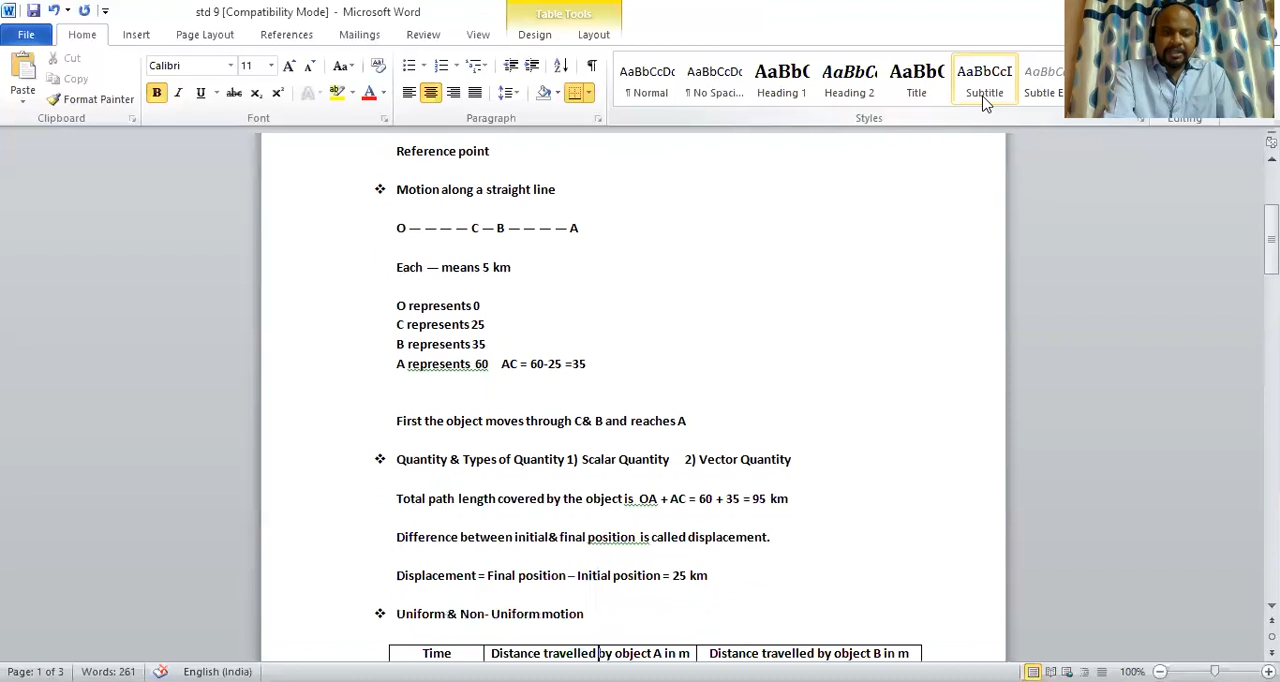 std 9 [Compatibility Mode] - Microsoft Word
Table Tools
File Home Insert Page Layout References Mailings Review View Design Layout
Cut
Copy
Format Painter
Paste
Clipboard
Calibri 11
Font
Paragraph
AaBbCcDc AaBbCcDc AaBbC AaBbCc AaBb( AaBbCcD AaBbCc
¶ Normal ¶ No Spaci... Heading 1 Heading 2 Title Subtitle Subtle E
Styles
Editing
Reference point
❖ Motion along a straight line
O — — — — C — B — — — — A
Each — means 5 km
O represents 0
C represents 25
B represents 35
A represents 60 AC = 60-25 =35
First the object moves through C& B and reaches A
❖ Quantity & Types of Quantity 1) Scalar Quantity 2) Vector Quantity
Total path length covered by the object is OA + AC = 60 + 35 = 95 km
Difference between initial& final position is called displacement.
Displacement = Final position – Initial position = 25 km
❖ Uniform & Non- Uniform motion
Time Distance travelled by object A in m Distance travelled by object B in m
Page: 1 of 3 Words: 261 English (India) 100%